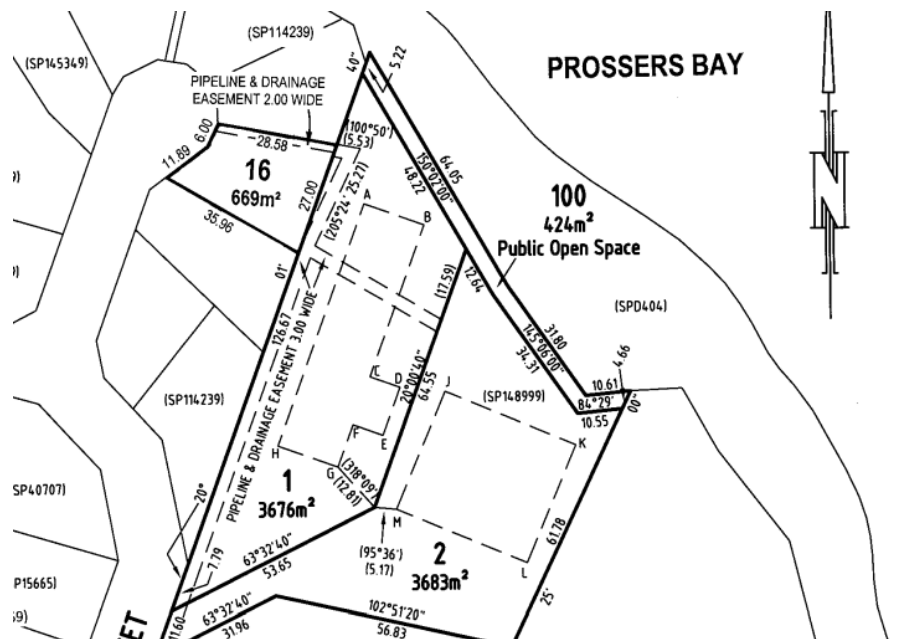 (SP114239)
(SP145349)
PROSSERS BAY
PIPELINE & DRAINAGE
EASEMENT 2.00 WIDE
40"
5.22
6.00
28.58
(100°50')
(5.53)
11.89
16
669m²
27.00
(205°24' 25.27)
150°02'00"
48.22
64.05
35.96
A
B
100
424m²
Public Open Space
N
01'
(17.59)
12.64
(SPD404)
126.67
PIPELINE & DRAINAGE EASEMENT 3.00 WIDE
20°00'40"
64.55
145°06'00"
34.31
31.80
4.66
C
D
J
10.61
84°29'
00"
10.55
(SP114239)
(SP148999)
F
E
K
H
G
(318°09')
(12.81)
1
3676m²
SP40707)
20°
M
61.78
(95°36')
(5.17)
2
3683m²
L
7.79
63°32'40"
53.65
P15665)
25'
63°32'40"
31.96
102°51'20"
56.83
11.60